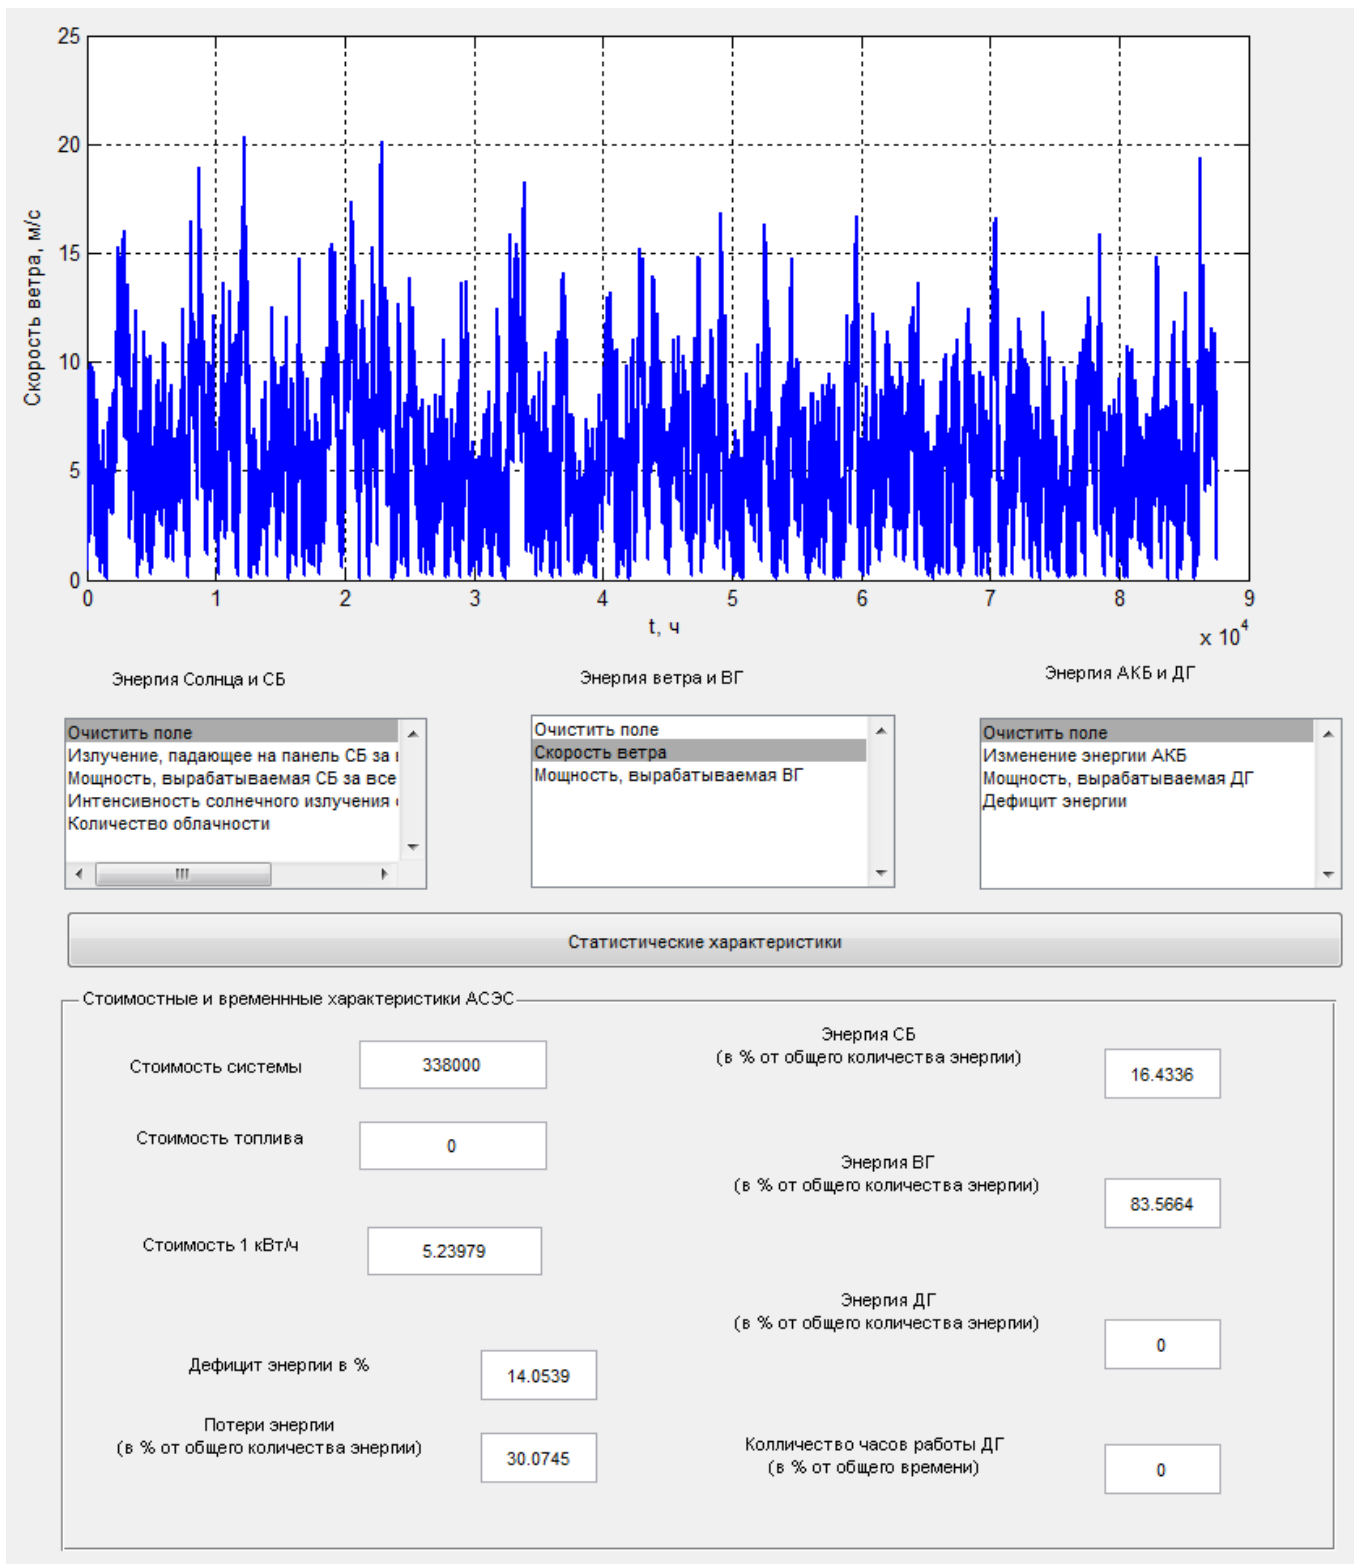 25
20
15
10
5
0
Скорость ветра, м/с
0 1 2 3 4 5 6 7 8 9
t, ч
x 10^4
Энергия Солнца и СБ
Энергия ветра и ВГ
Энергия АКБ и ДГ
Очистить поле
Излучение, падающее на панель СБ за
Мощность, вырабатываемая СБ за все
Интенсивность солнечного излучения
Количество облачности
Очистить поле
Скорость ветра
Мощность, вырабатываемая ВГ
Очистить поле
Изменение энергии АКБ
Мощность, вырабатываемая ДГ
Дефицит энергии
Статистические характеристики
Стоимостные и временнные характеристики АСЭС
Стоимость системы 338000
Стоимость топлива 0
Стоимость 1 кВт/ч 5.23979
Дефицит энергии в % 14.0539
Потери энергии
(в % от общего количества энергии) 30.0745
Энергия СБ
(в % от общего количества энергии)
16.4336
Энергия ВГ
(в % от общего количества энергии)
83.5664
Энергия ДГ
(в % от общего количества энергии)
0
Колличество часов работы ДГ
(в % от общего времени)
0